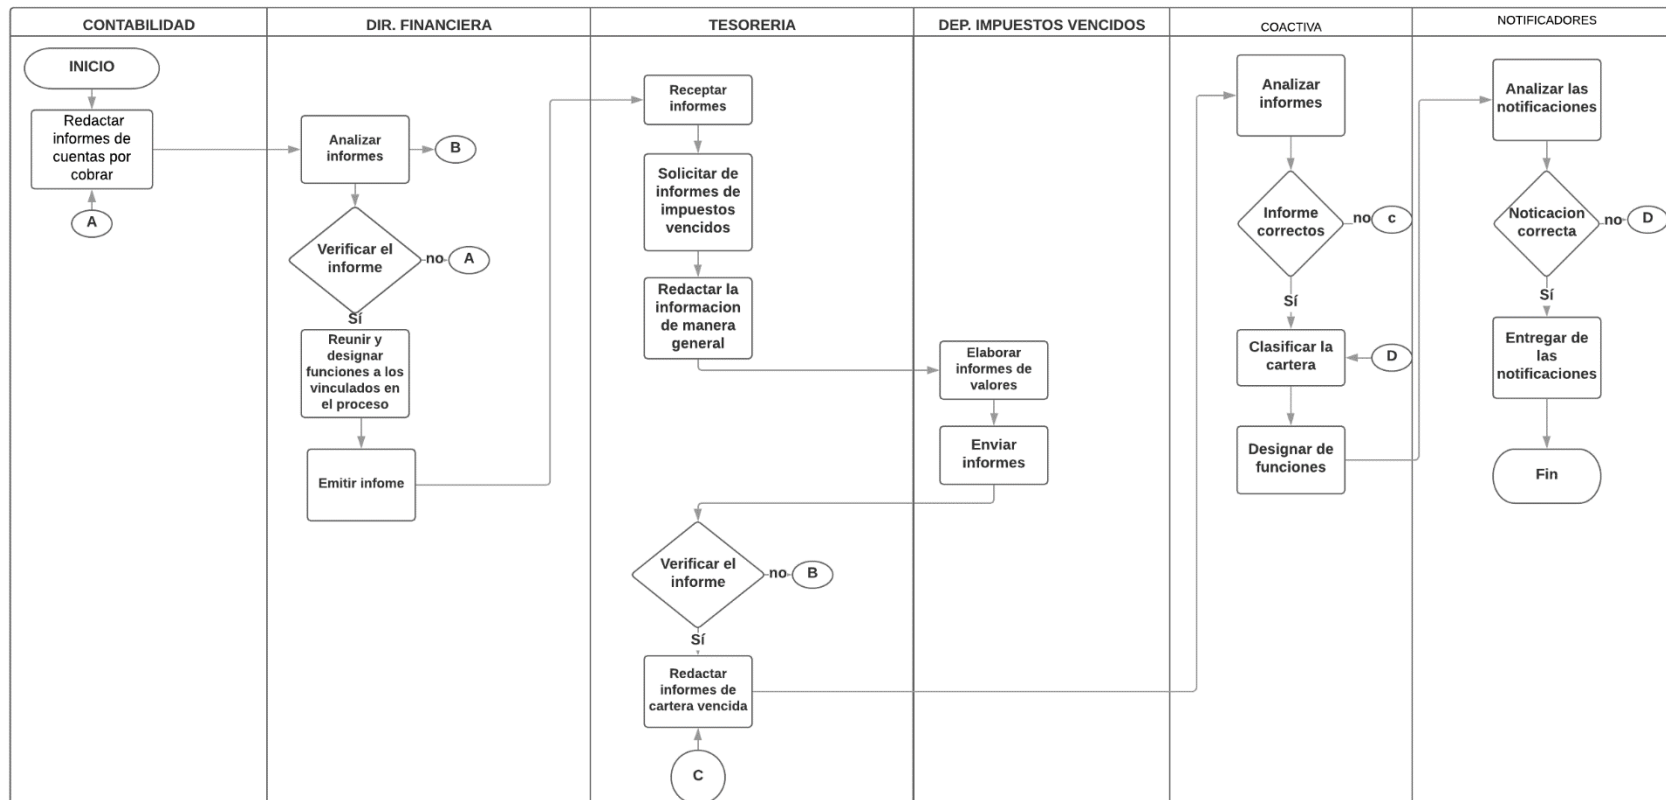 CONTABILIDAD
DIR. FINANCIERA
TESORERIA
DEP. IMPUESTOS VENCIDOS
COACTIVA
NOTIFICADORES
INICIO
Redactar
informes de
cuentas por
cobrar
A
Analizar
informes
B
Verificar el
informe
no
A
Sí
Reunir y
designar
funciones a los
vinculados en
el proceso
Emitir infome
Receptar
informes
Solicitar de
informes de
impuestos
vencidos
Redactar la
informacion
de manera
general
Verificar el
informe
no
B
Sí
Redactar
informes de
cartera vencida
C
Elaborar
informes de
valores
Enviar
informes
Analizar
informes
Informe
correctos
no
c
Sí
Clasificar la
cartera
D
Designar de
funciones
Analizar las
notificaciones
Noticacion
correcta
no
D
Sí
Entregar de
las
notificaciones
Fin